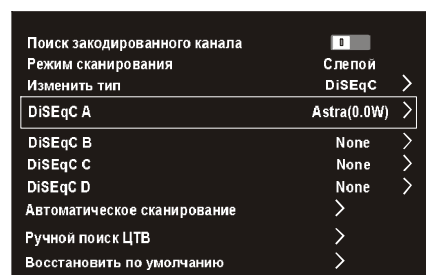 Поиск закодированного канала
Режим сканирования Слепой
Изменить тип DiSEqC
DiSEqC A Astra(0.0W)
DiSEqC B None
DiSEqC C None
DiSEqC D None
Автоматическое сканирование
Ручной поиск ЦТВ
Восстановить по умолчанию